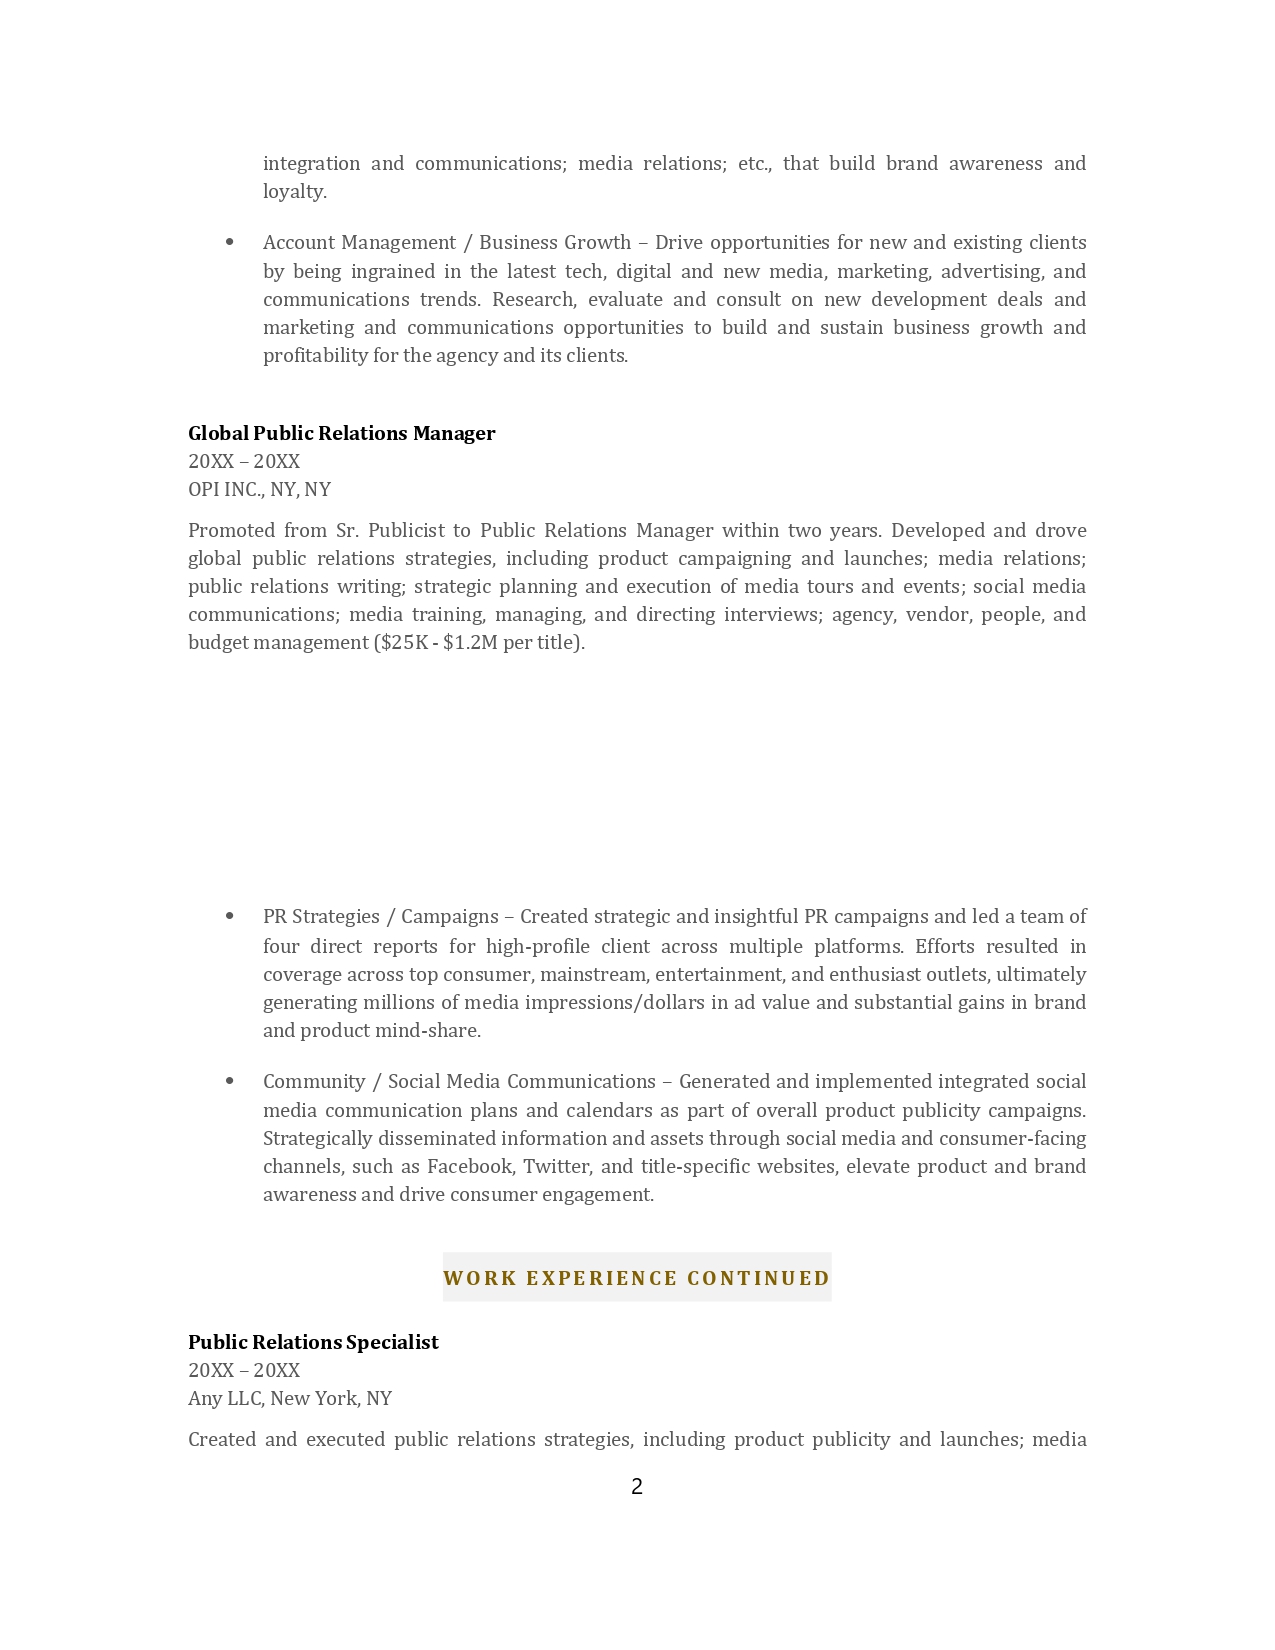 integration and communications; media relations; etc., that build brand awareness and
loyalty.
• Account Management / Business Growth – Drive opportunities for new and existing clients
by being ingrained in the latest tech, digital and new media, marketing, advertising, and
communications trends. Research, evaluate and consult on new development deals and
marketing and communications opportunities to build and sustain business growth and
profitability for the agency and its clients.
Global Public Relations Manager
20XX – 20XX
OPI INC., NY, NY
Promoted from Sr. Publicist to Public Relations Manager within two years. Developed and drove
global public relations strategies, including product campaigning and launches; media relations;
public relations writing; strategic planning and execution of media tours and events; social media
communications; media training, managing, and directing interviews; agency, vendor, people, and
budget management ($25K - $1.2M per title).
• PR Strategies / Campaigns – Created strategic and insightful PR campaigns and led a team of
four direct reports for high-profile client across multiple platforms. Efforts resulted in
coverage across top consumer, mainstream, entertainment, and enthusiast outlets, ultimately
generating millions of media impressions/dollars in ad value and substantial gains in brand
and product mind-share.
• Community / Social Media Communications – Generated and implemented integrated social
media communication plans and calendars as part of overall product publicity campaigns.
Strategically disseminated information and assets through social media and consumer-facing
channels, such as Facebook, Twitter, and title-specific websites, elevate product and brand
awareness and drive consumer engagement.
WORK EXPERIENCE CONTINUED
Public Relations Specialist
20XX – 20XX
Any LLC, New York, NY
Created and executed public relations strategies, including product publicity and launches; media
2